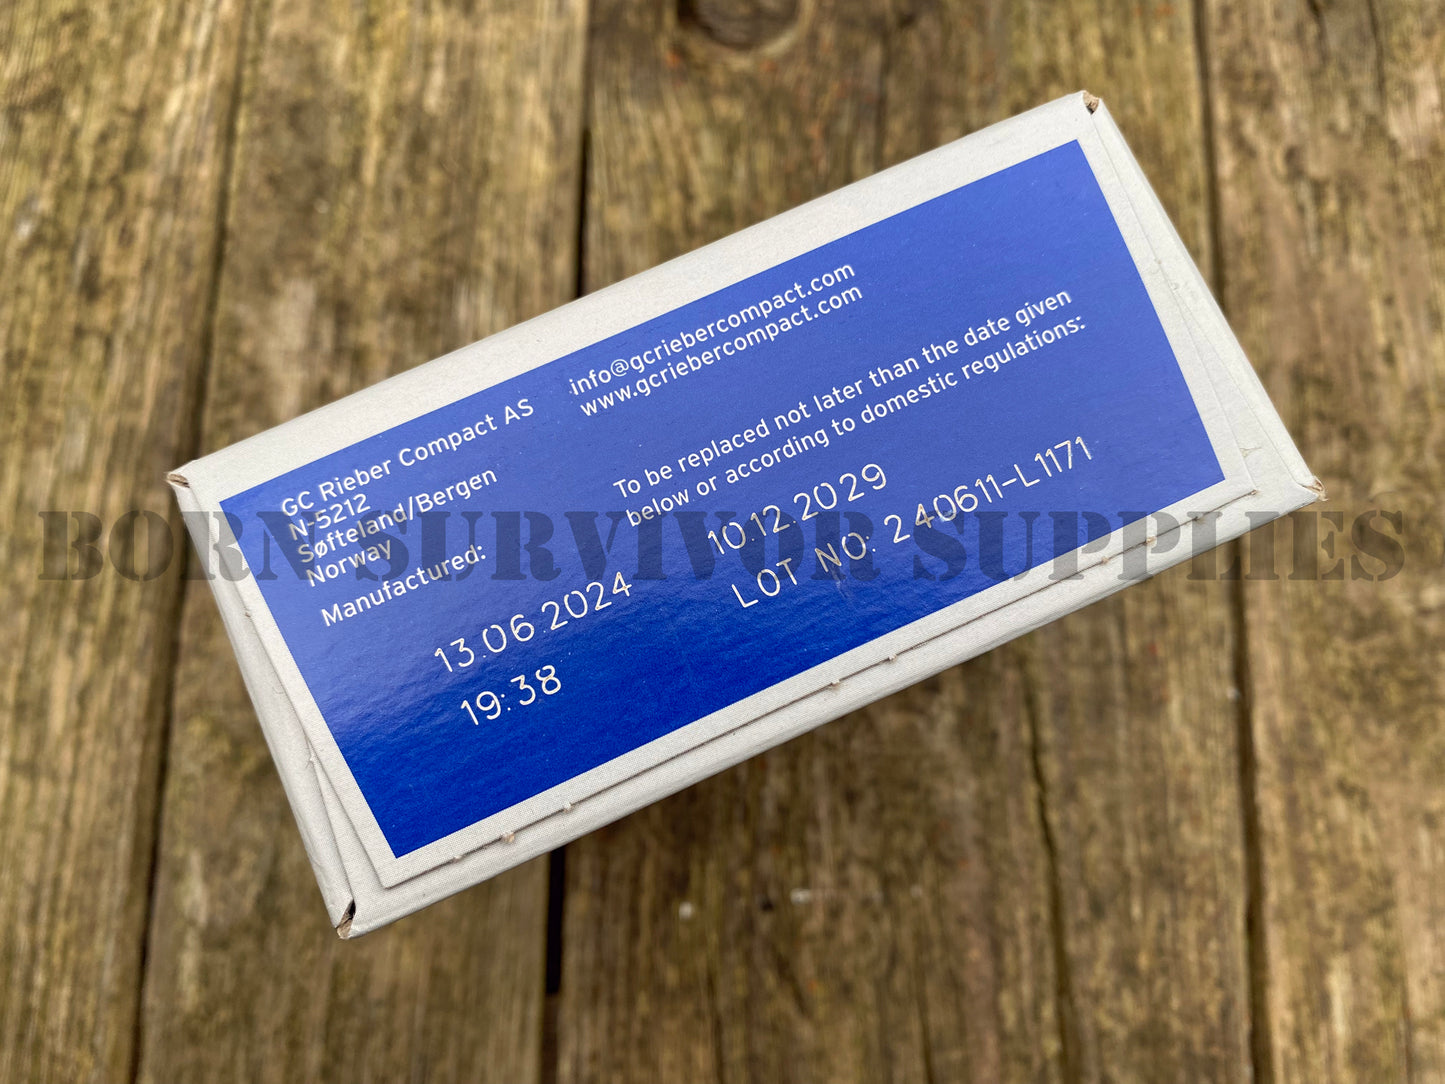 GC Rieber Compact AS
N-5212
Søfteland/Bergen
Norway
Manufactured:
13.06.2024
19:38
info@gcriebercompact.com
www.gcriebercompact.com
To be replaced not later than the date given
below or according to domestic regulations:
10.12.2029
LOT NO: 240611-L1171
BORN SURVIVOR SUPPLIES